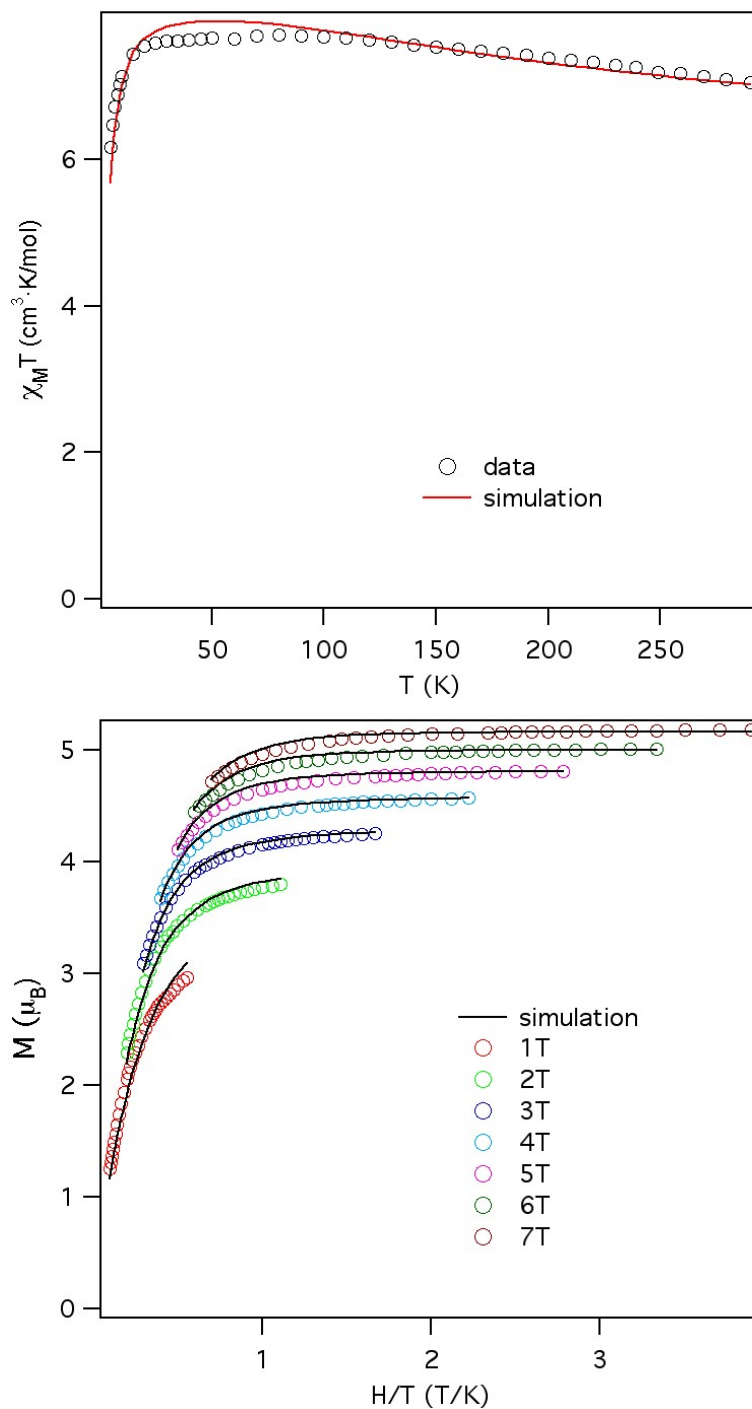 6
4
2
0
χMT (cm³·K/mol)
data
simulation
50 100 150 200 250
T (K)
5
4
3
2
1
0
M (μB)
simulation
1T
2T
3T
4T
5T
6T
7T
1 2 3
H/T (T/K)